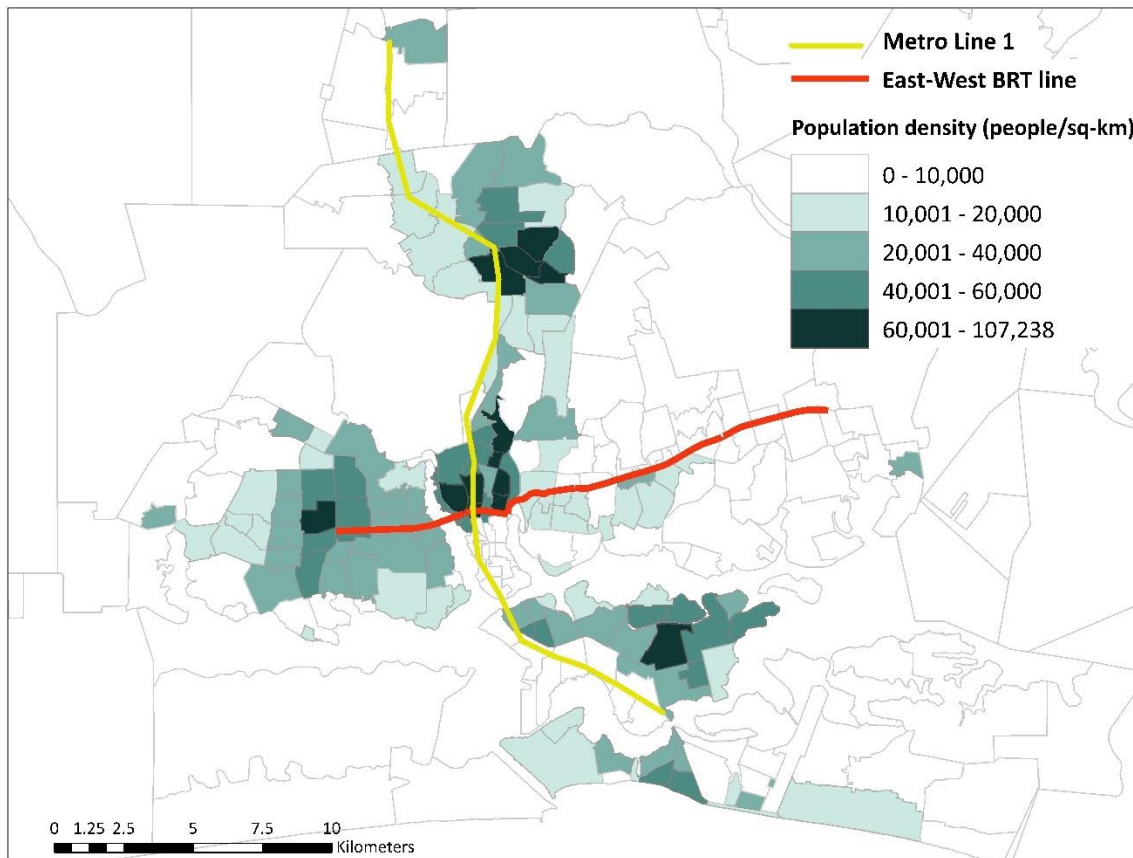 Metro Line 1
East-West BRT line
Population density (people/sq-km)
0 - 10,000
10,001 - 20,000
20,001 - 40,000
40,001 - 60,000
60,001 - 107,238
0 1.25 2.5 5 7.5 10
Kilometers